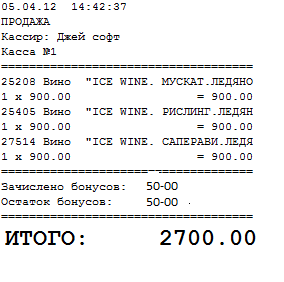 05.04.12 14:42:37
ПРОДАЖА
Кассир: Джей софт
Касса №1
====================================
25208 Вино "ICE WINE. МУСКАТ.ЛЕДЯНО
1 x 900.00 = 900.00
25405 Вино "ICE WINE. РИСЛИНГ.ЛЕДЯН
1 x 900.00 = 900.00
27514 Вино "ICE WINE. САПЕРАВИ.ЛЕДЯ
1 x 900.00 = 900.00
====================================
Зачислено бонусов: 50-00
Остаток бонусов: 50-00
====================================
ИТОГО: 2700.00